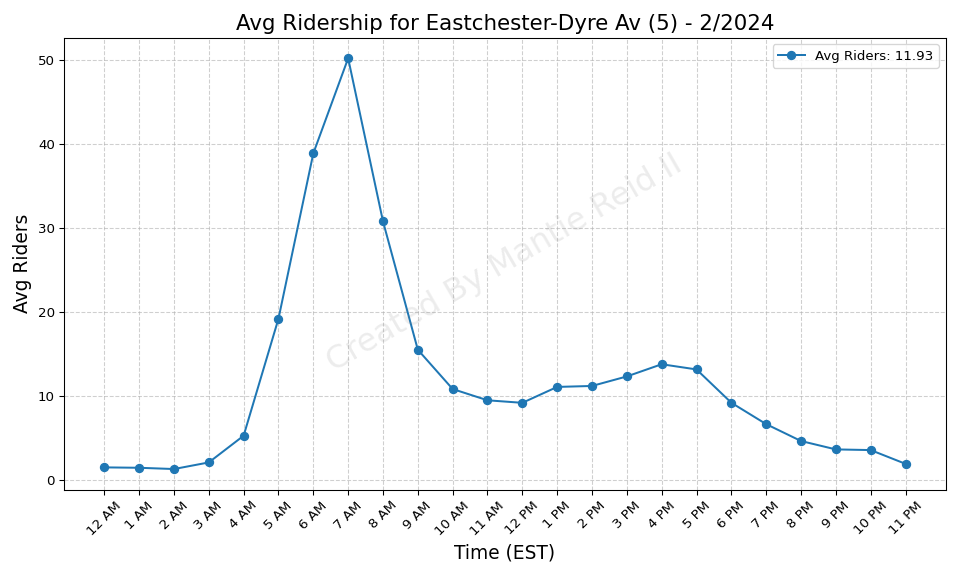 Avg Ridership for Eastchester-Dyre Av (5) - 2/2024
Avg Riders: 11.93
50
40
30
20
10
0
Avg Riders
Created By Mantle Reid II
12 AM
1 AM
2 AM
3 AM
4 AM
5 AM
6 AM
7 AM
8 AM
9 AM
10 AM
11 AM
12 PM
1 PM
2 PM
3 PM
4 PM
5 PM
6 PM
7 PM
8 PM
9 PM
10 PM
11 PM
Time (EST)